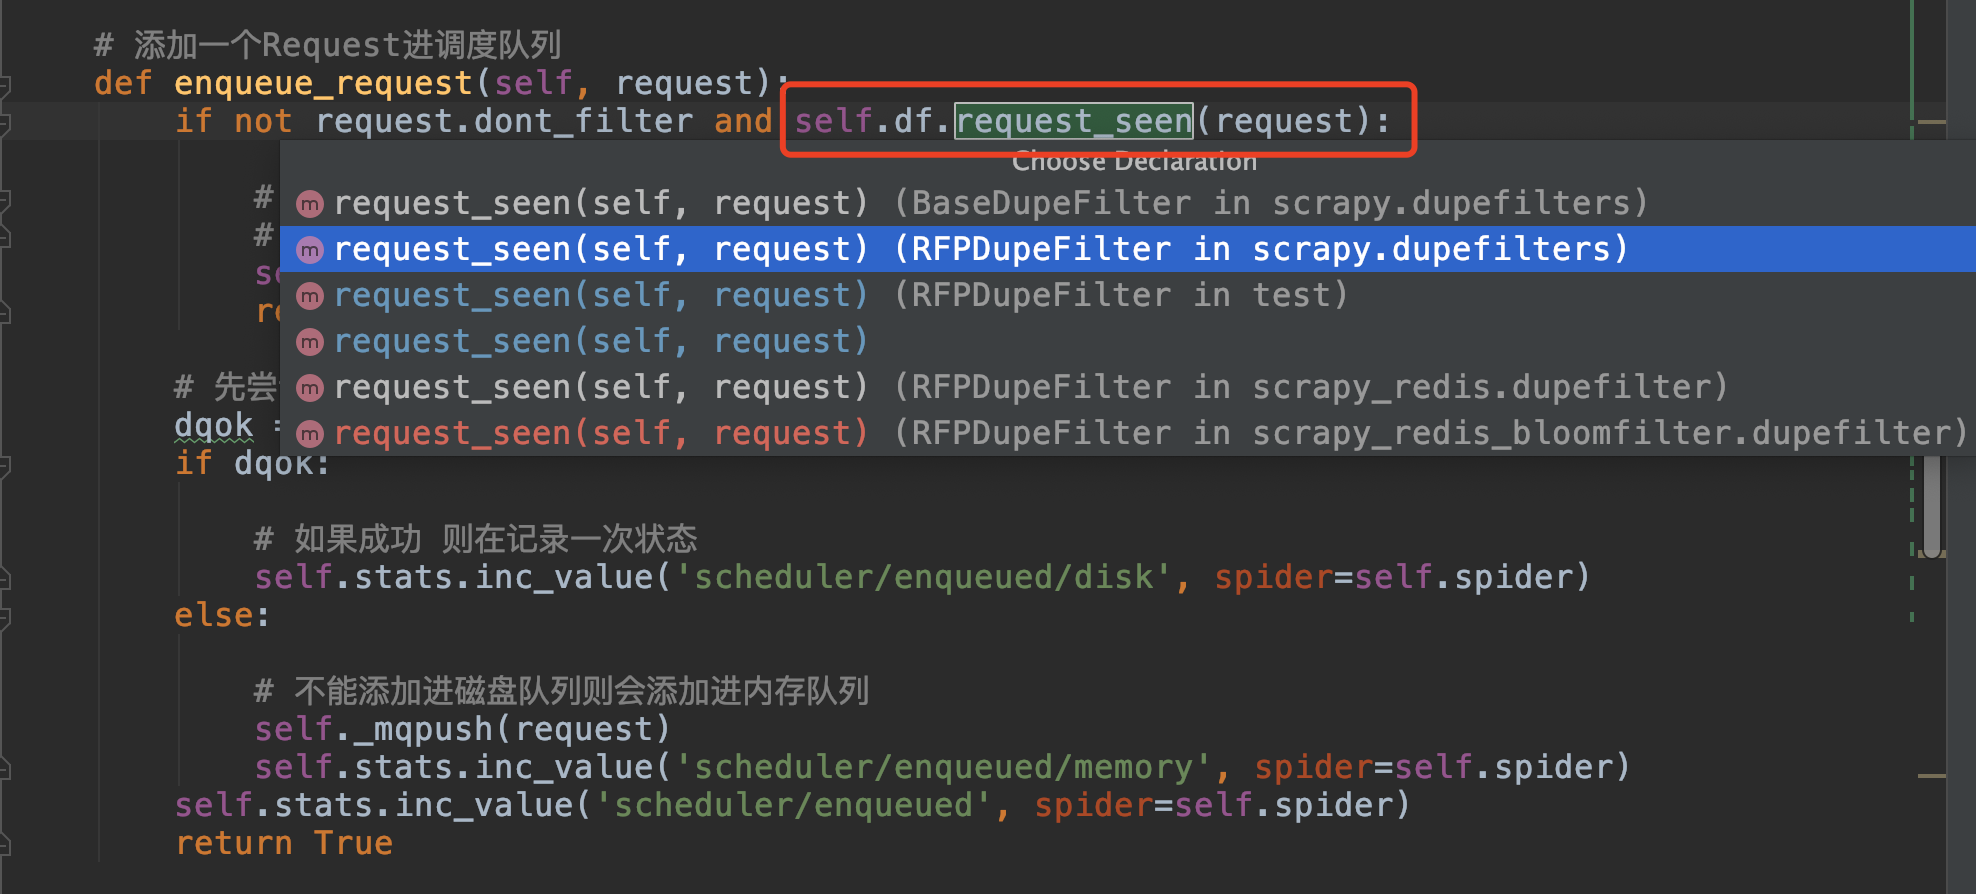 # 添加一个Request进调度队列
def enqueue_request(self, request):
if not request.dont_filter and self.df.request_seen(request):
Choose Declaration
#
request_seen(self, request) (BaseDupeFilter in scrapy.dupefilters)
#
request_seen(self, request) (RFPDupeFilter in scrapy.dupefilters)
request_seen(self, request) (RFPDupeFilter in test)
request_seen(self, request)
# 先尝
request_seen(self, request) (RFPDupeFilter in scrapy_redis.dupefilter)
dqok =
request_seen(self, request) (RFPDupeFilter in scrapy_redis_bloomfilter.dupefilter)
if dqok:
# 如果成功 则在记录一次状态
self.stats.inc_value('scheduler/enqueued/disk', spider=self.spider)
else:
# 不能添加进磁盘队列则会添加进内存队列
self._mqpush(request)
self.stats.inc_value('scheduler/enqueued/memory', spider=self.spider)
self.stats.inc_value('scheduler/enqueued', spider=self.spider)
return True